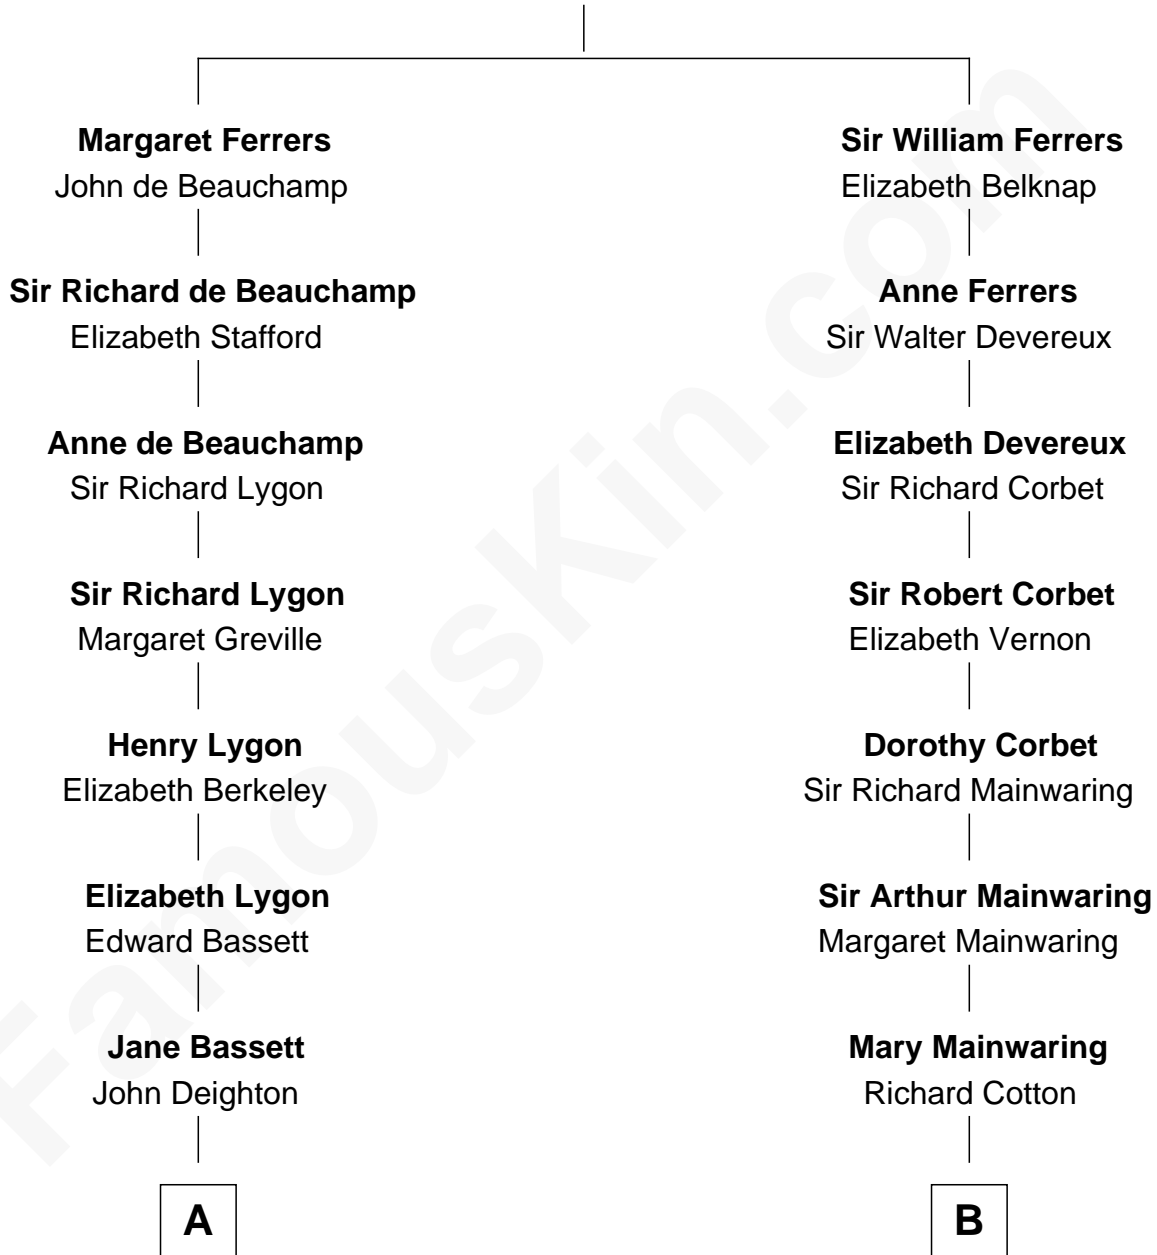 Margaret Ferrers
John de Beauchamp
Sir Richard de Beauchamp
Elizabeth Stafford
Anne de Beauchamp
Sir Richard Lygon
Sir Richard Lygon
Margaret Greville
Henry Lygon
Elizabeth Berkeley
Elizabeth Lygon
Edward Bassett
Jane Bassett
John Deighton
A
Sir William Ferrers
Elizabeth Belknap
Anne Ferrers
Sir Walter Devereux
Elizabeth Devereux
Sir Richard Corbet
Sir Robert Corbet
Elizabeth Vernon
Dorothy Corbet
Sir Richard Mainwaring
Sir Arthur Mainwaring
Margaret Mainwaring
Mary Mainwaring
Richard Cotton
B
FamousKin.com